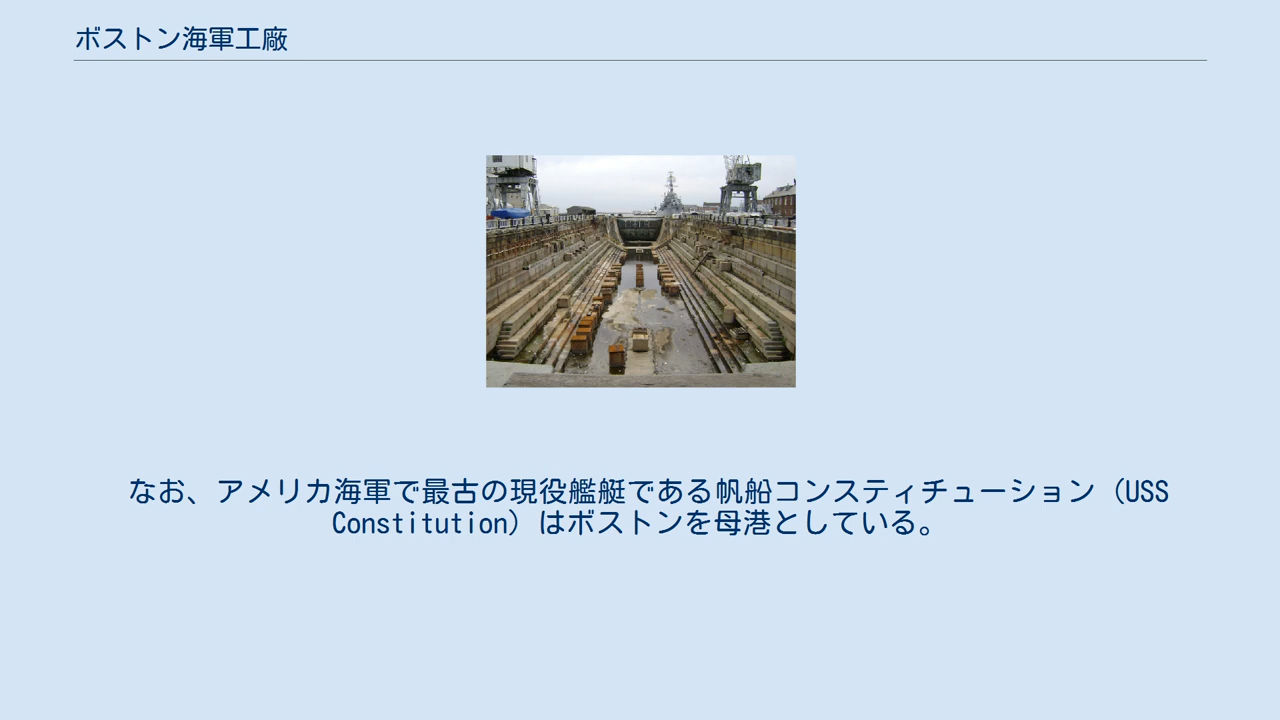 ボストン海軍工廠
なお、アメリカ海軍で最古の現役艦艇である帆船コンスティチューション（USS
Constitution）はボストンを母港としている。